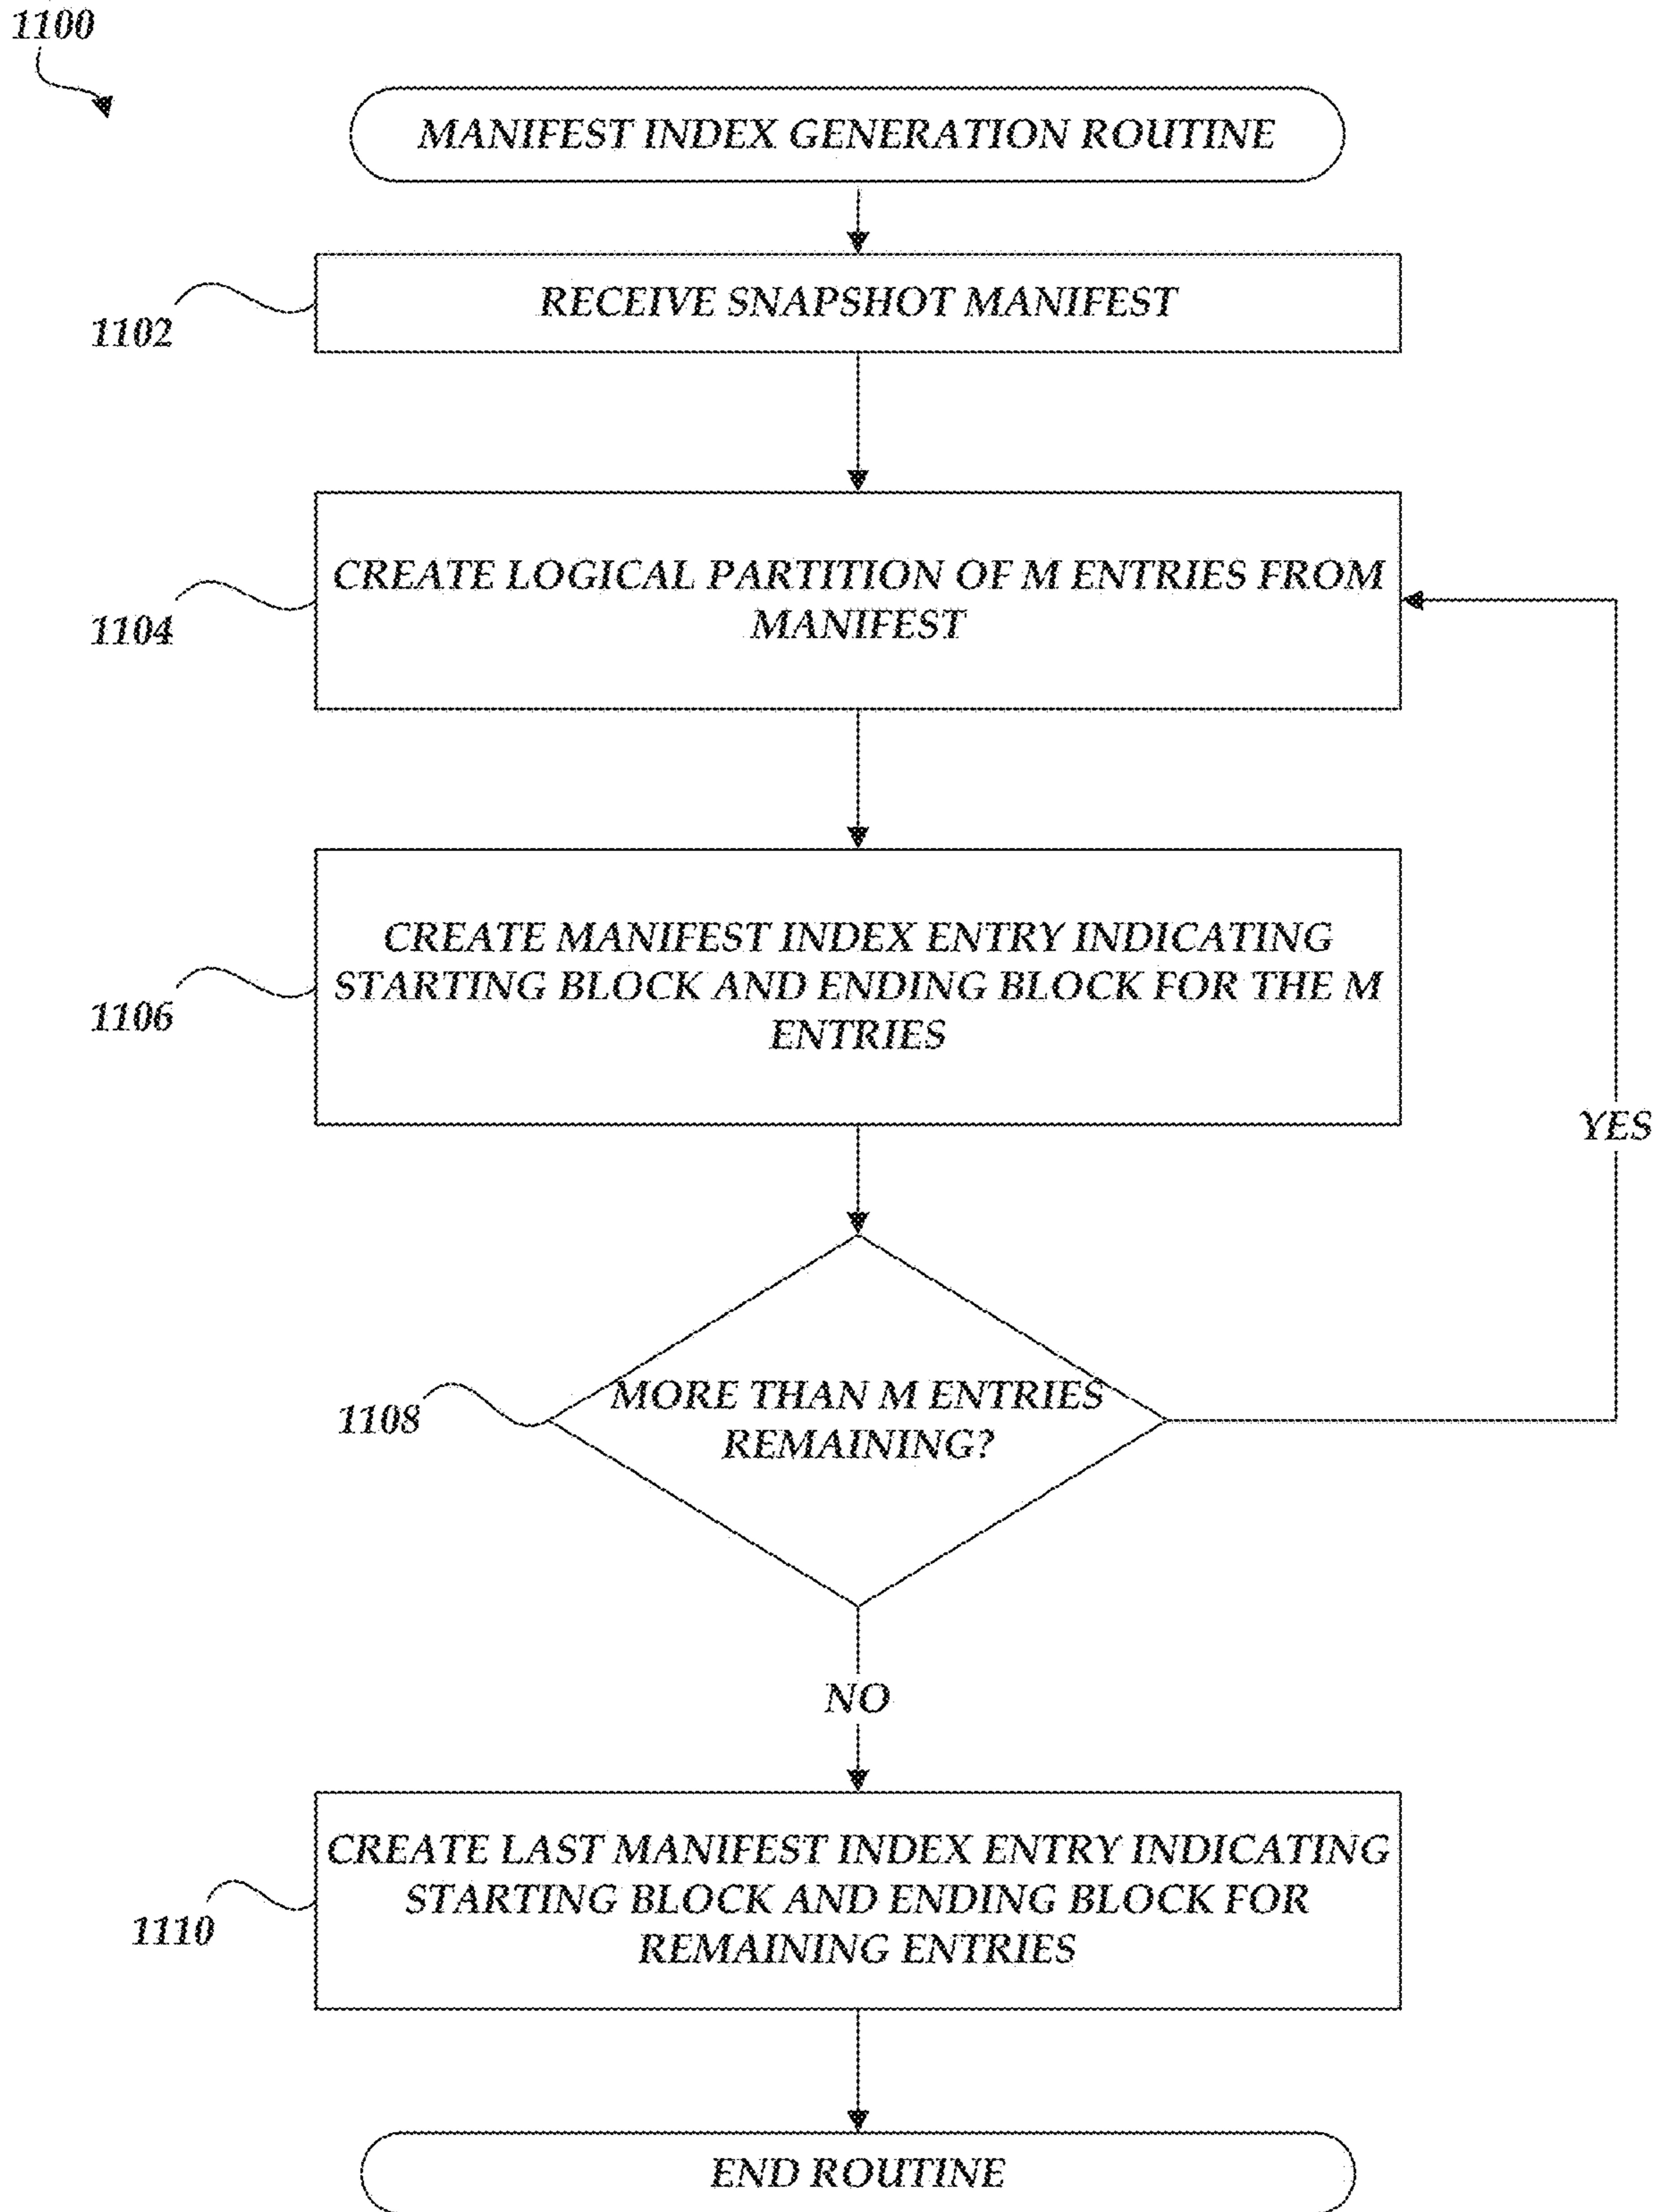 1100
MANIFEST INDEX GENERATION ROUTINE
RECEIVE SNAPSHOT MANIFEST
1102
CREATE LOGICAL PARTITION OF M ENTRIES FROM
MANIFEST
1104
CREATE MANIFEST INDEX ENTRY INDICATING
STARTING BLOCK AND ENDING BLOCK FOR THE M
ENTRIES
1106
YES
MORE THAN M ENTRIES
REMAINING?
1108
NO
CREATE LAST MANIFEST INDEX ENTRY INDICATING
STARTING BLOCK AND ENDING BLOCK FOR
REMAINING ENTRIES
1110
END ROUTINE